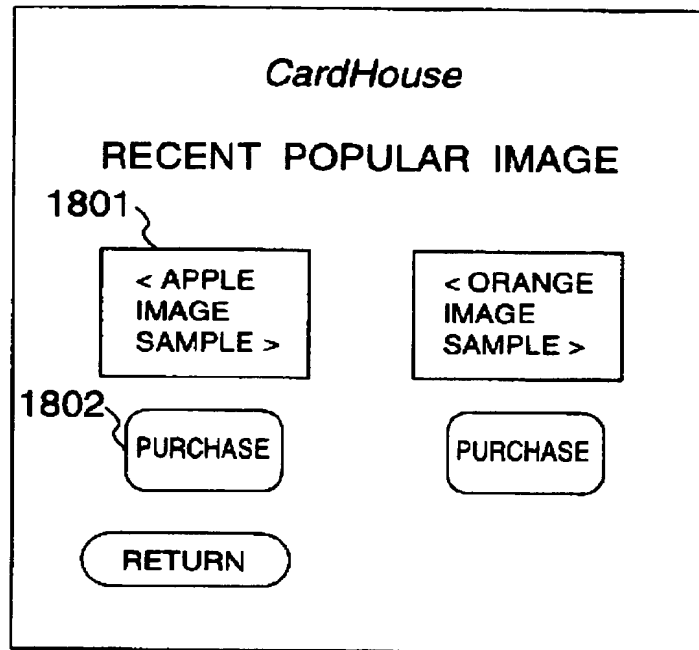 CardHouse
RECENT POPULAR IMAGE
1801
< APPLE
IMAGE
SAMPLE >
< ORANGE
IMAGE
SAMPLE >
1802
PURCHASE
PURCHASE
RETURN